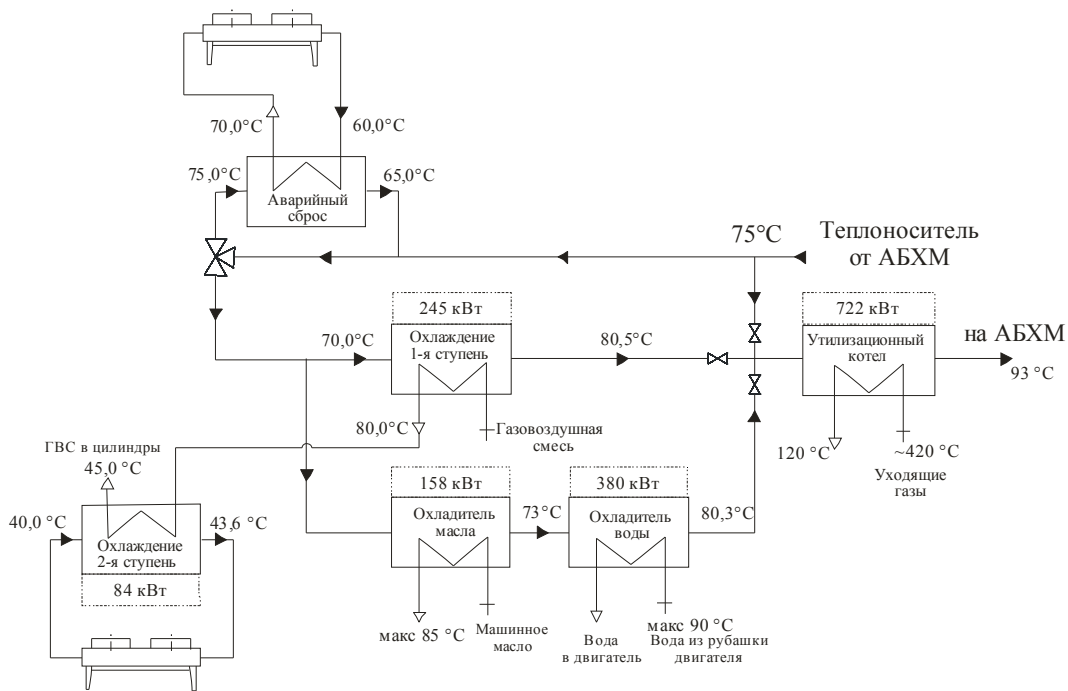 70,0°C
60,0°C
75,0°C
65,0°C
Аварийный
сброс
75°C
Теплоноситель
от АБХМ
245 кВт
722 кВт
70,0°C
Охлаждение
1-я ступень
80,5°C
Утилизационный
котел
на АБХМ
93 °C
80,0°C
Газовоздушная
смесь
120 °C
~420 °C
Уходящие
газы
ГВС в цилиндры
45,0 °C
158 кВт
380 кВт
40,0 °C
43,6 °C
Охлаждение
2-я ступень
84 кВт
Охладитель
масла
73°C
Охладитель
воды
80,3°C
макс 85 °C
Машинное
масло
Вода
в двигатель
макс 90 °C
Вода из рубашки
двигателя